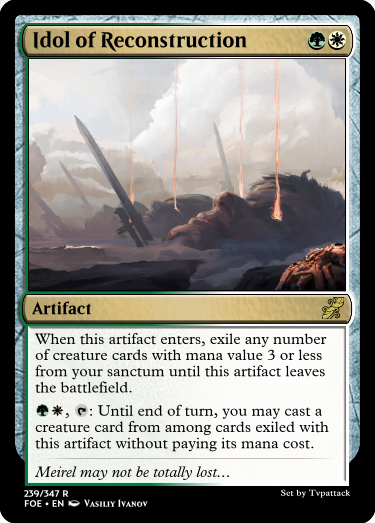 Idol of Reconstruction
Artifact
When this artifact enters, exile any number
of creature cards with mana value 3 or less
from your sanctum until this artifact leaves
the battlefield.
, : Until end of turn, you may cast a
creature card from among cards exiled with
this artifact without paying its mana cost.
Meirel may not be totally lost...
239/347 R
Set by Tvpattack
FOE • EN Vasiliy Ivanov